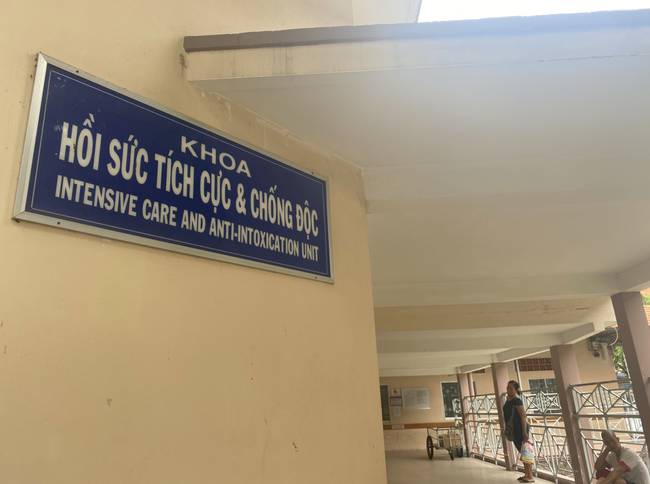 KHOA
HỒI SỨC TÍCH CỰC & CHỐNG ĐỘC
INTENSIVE CARE AND ANTI-INTOXICATION UNIT